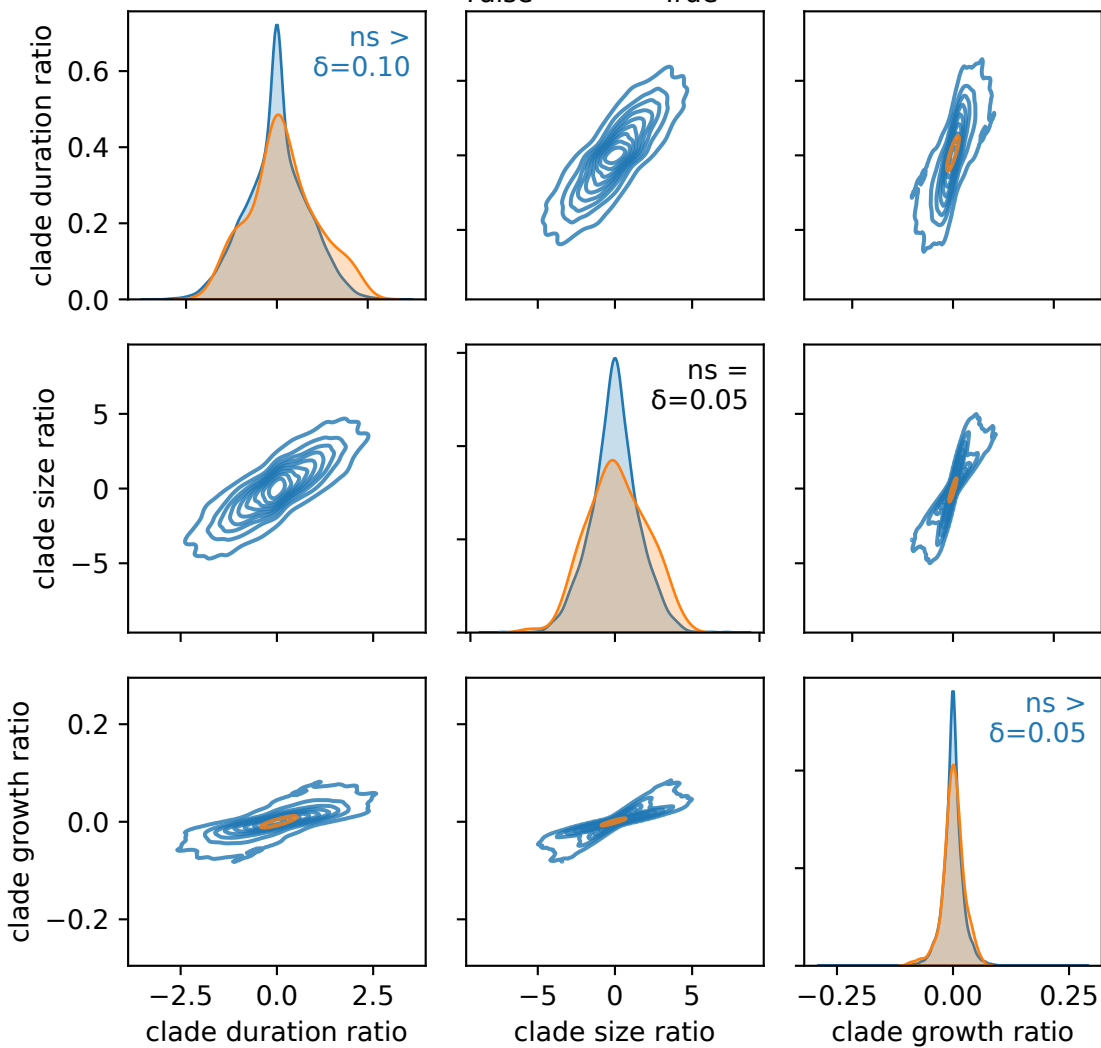 ns >
δ=0.10
clade duration ratio
0.6
0.4
0.2
0.0
ns =
δ=0.05
clade size ratio
5
0
−5
ns >
δ=0.05
clade growth ratio
0.2
0.0
−0.2
−2.5 0.0 2.5
−5 0 5
−0.25 0.00 0.25
clade duration ratio
clade size ratio
clade growth ratio